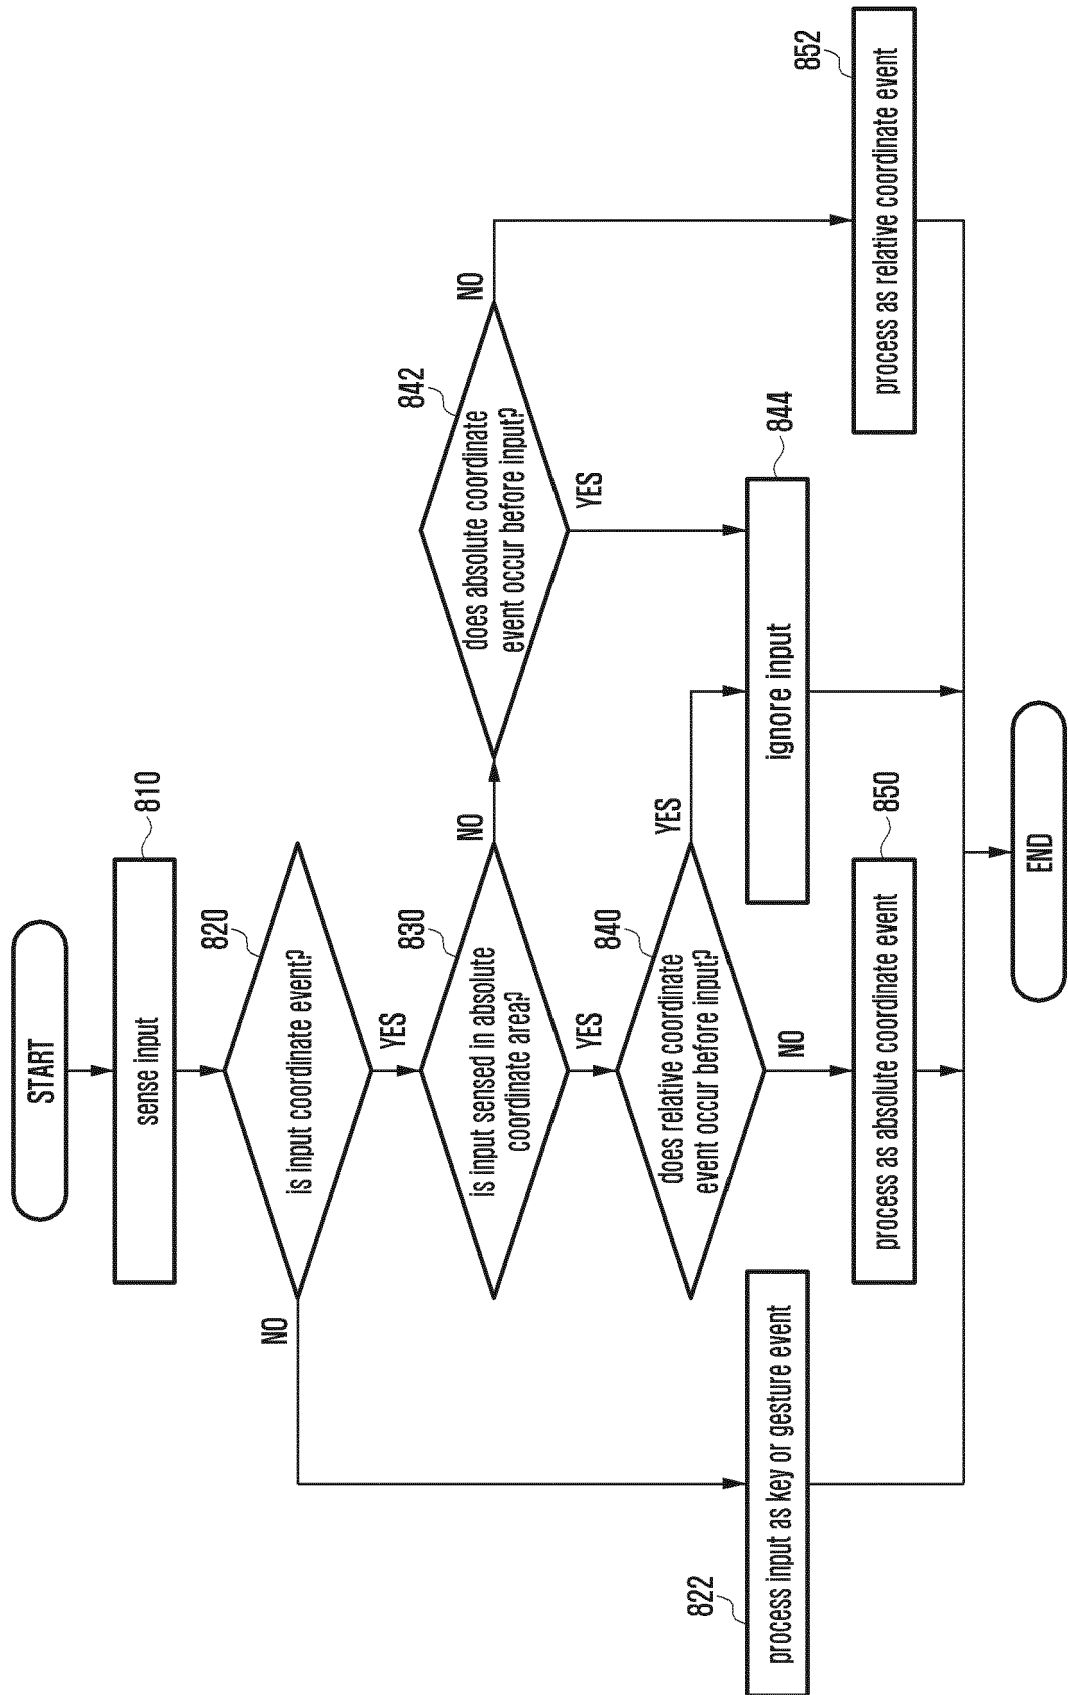 START
810
sense input
820
is input coordinate event?
NO
YES
830
is input sensed in absolute
coordinate area?
NO
YES
842
does absolute coordinate
event occur before input?
NO
YES
840
does relative coordinate
event occur before input?
YES
NO
822
process input as key or gesture event
844
ignore input
850
process as absolute coordinate event
852
process as relative coordinate event
END